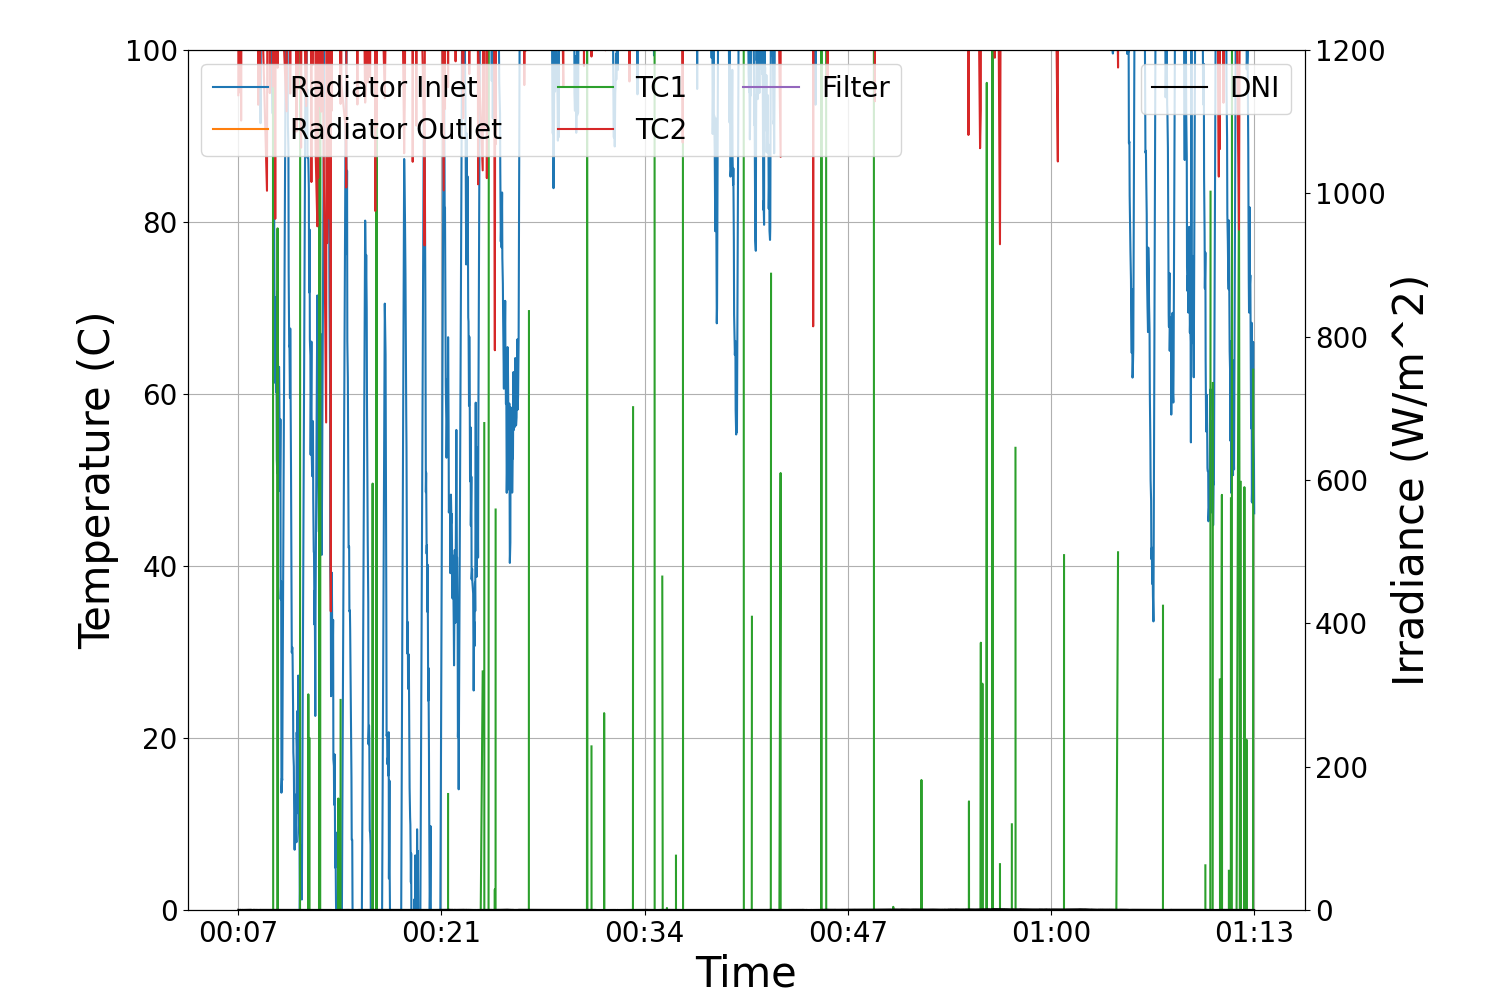 100
80
60
40
20
0
Temperature (C)
Radiator Inlet
Radiator Outlet
TC1
TC2
Filter
DNI
1200
1000
800
600
400
200
0
Irradiance (W/m^2)
00:07 00:21 00:34 00:47 01:00 01:13
Time